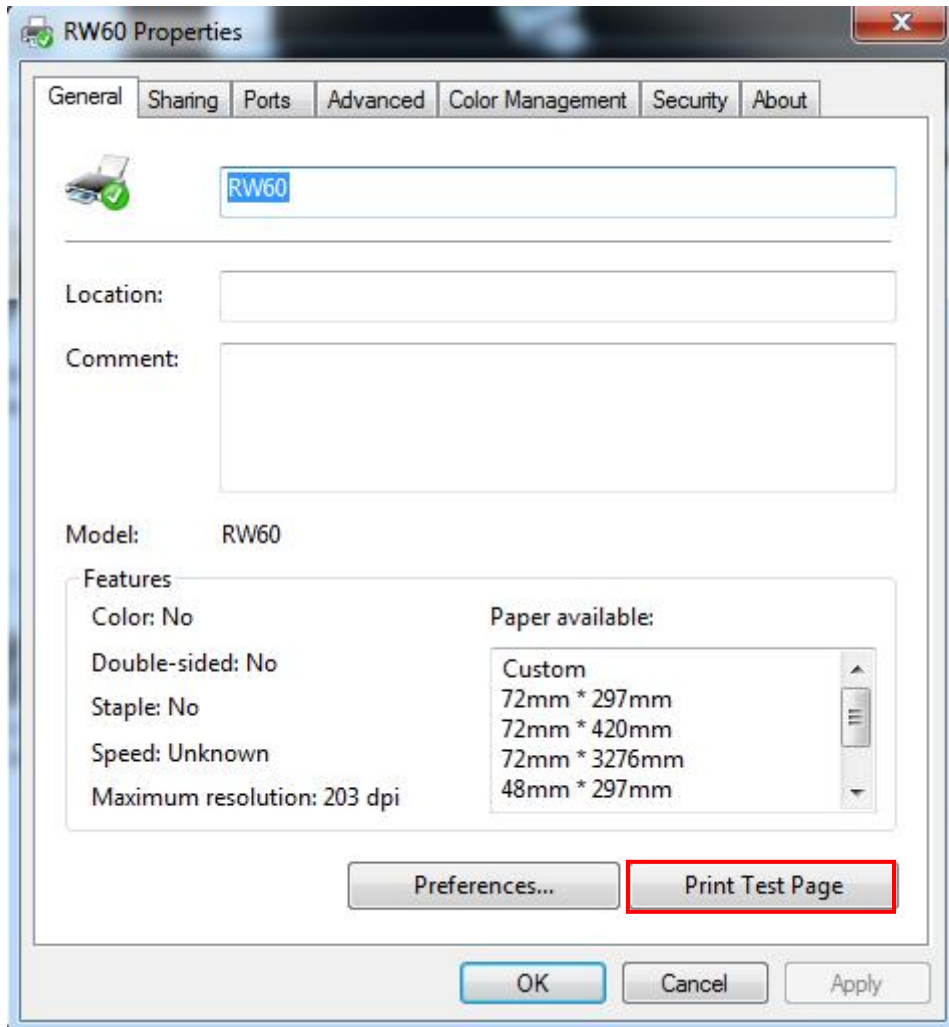 RW60 Properties
General Sharing Ports Advanced Color Management Security About
RW60
Location:
Comment:
Model: RW60
Features
Color: No
Double-sided: No
Staple: No
Speed: Unknown
Maximum resolution: 203 dpi
Paper available:
Custom
72mm * 297mm
72mm * 420mm
72mm * 3276mm
48mm * 297mm
Preferences... Print Test Page
OK Cancel Apply